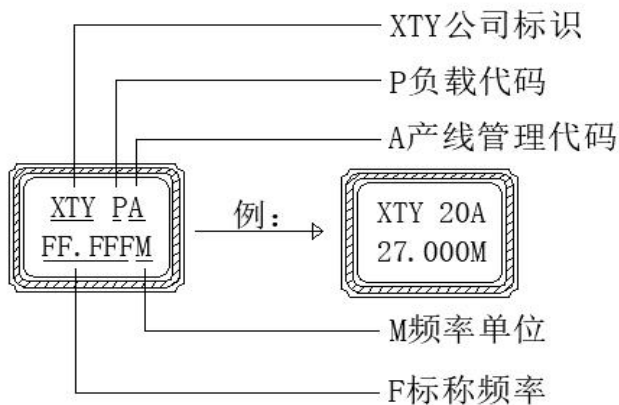 XTY公司标识
P负载代码
A产线管理代码
XTY PA
FF.FFFM
例：
XTY 20A
27.000M
M频率单位
F标称频率